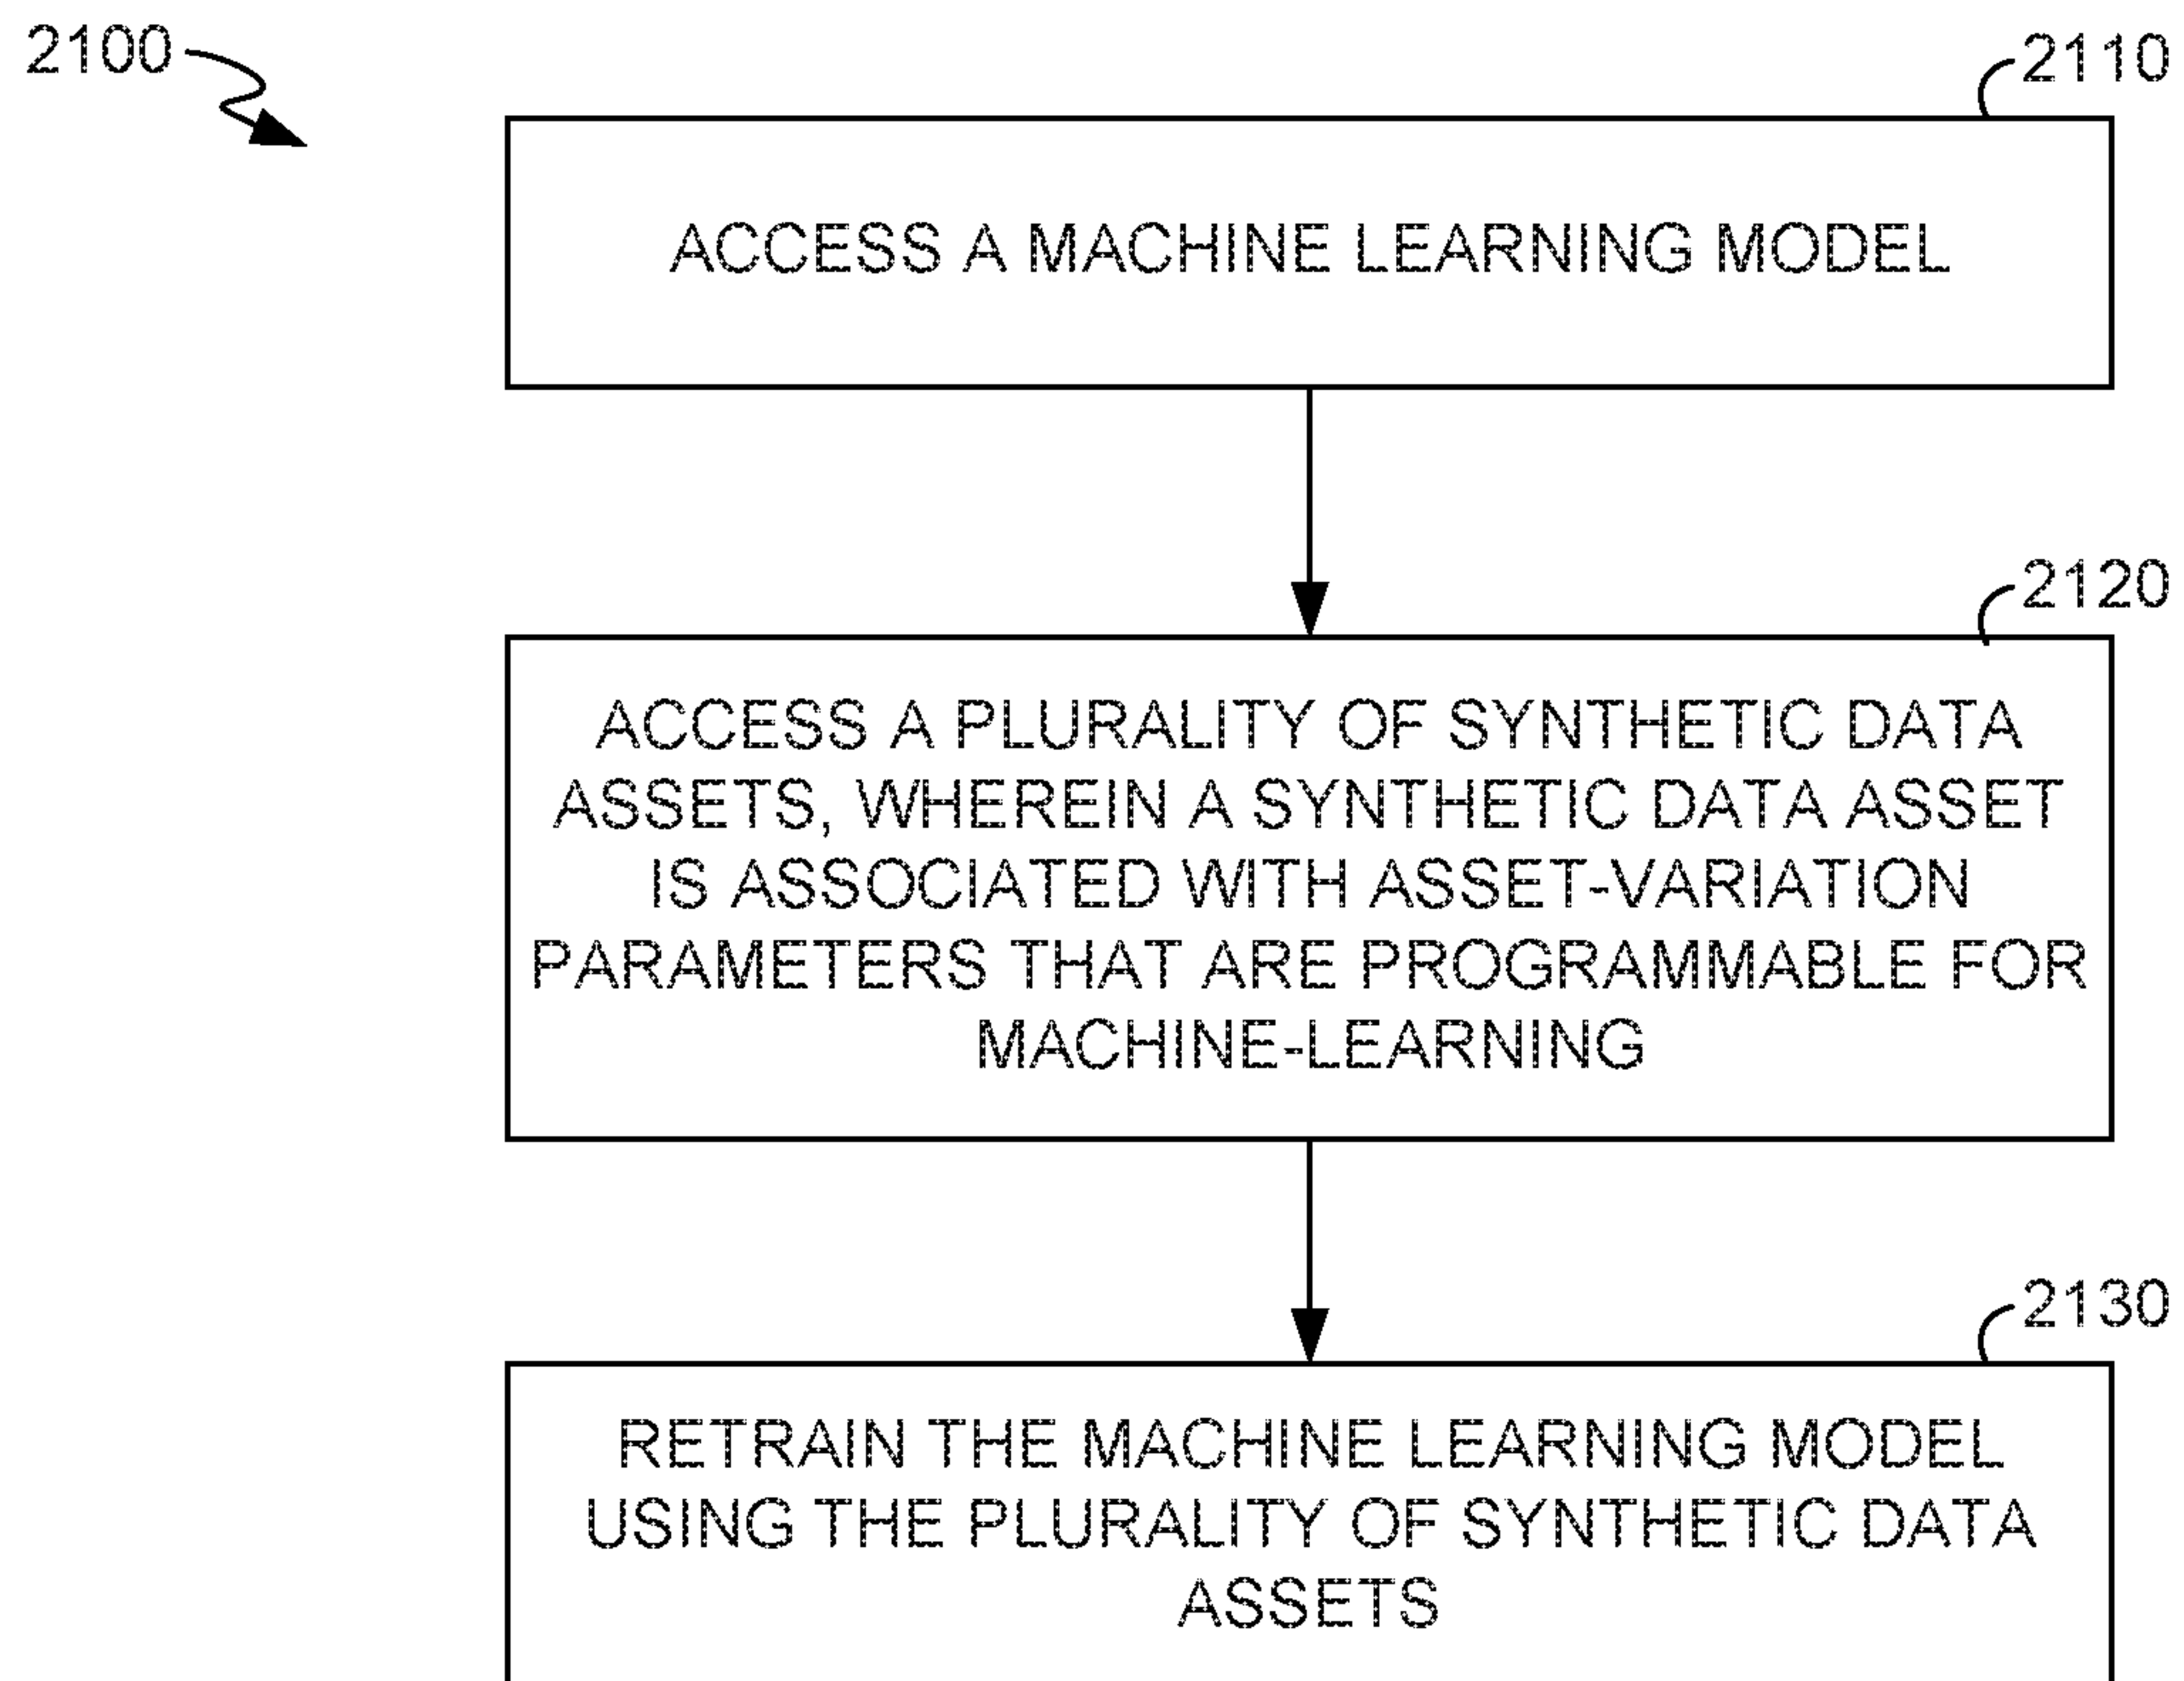 2100
2110
ACCESS A MACHINE LEARNING MODEL
2120
ACCESS A PLURALITY OF SYNTHETIC DATA
ASSETS, WHEREIN A SYNTHETIC DATA ASSET
IS ASSOCIATED WITH ASSET-VARIATION
PARAMETERS THAT ARE PROGRAMMABLE FOR
MACHINE-LEARNING
2130
RETRAIN THE MACHINE LEARNING MODEL
USING THE PLURALITY OF SYNTHETIC DATA
ASSETS